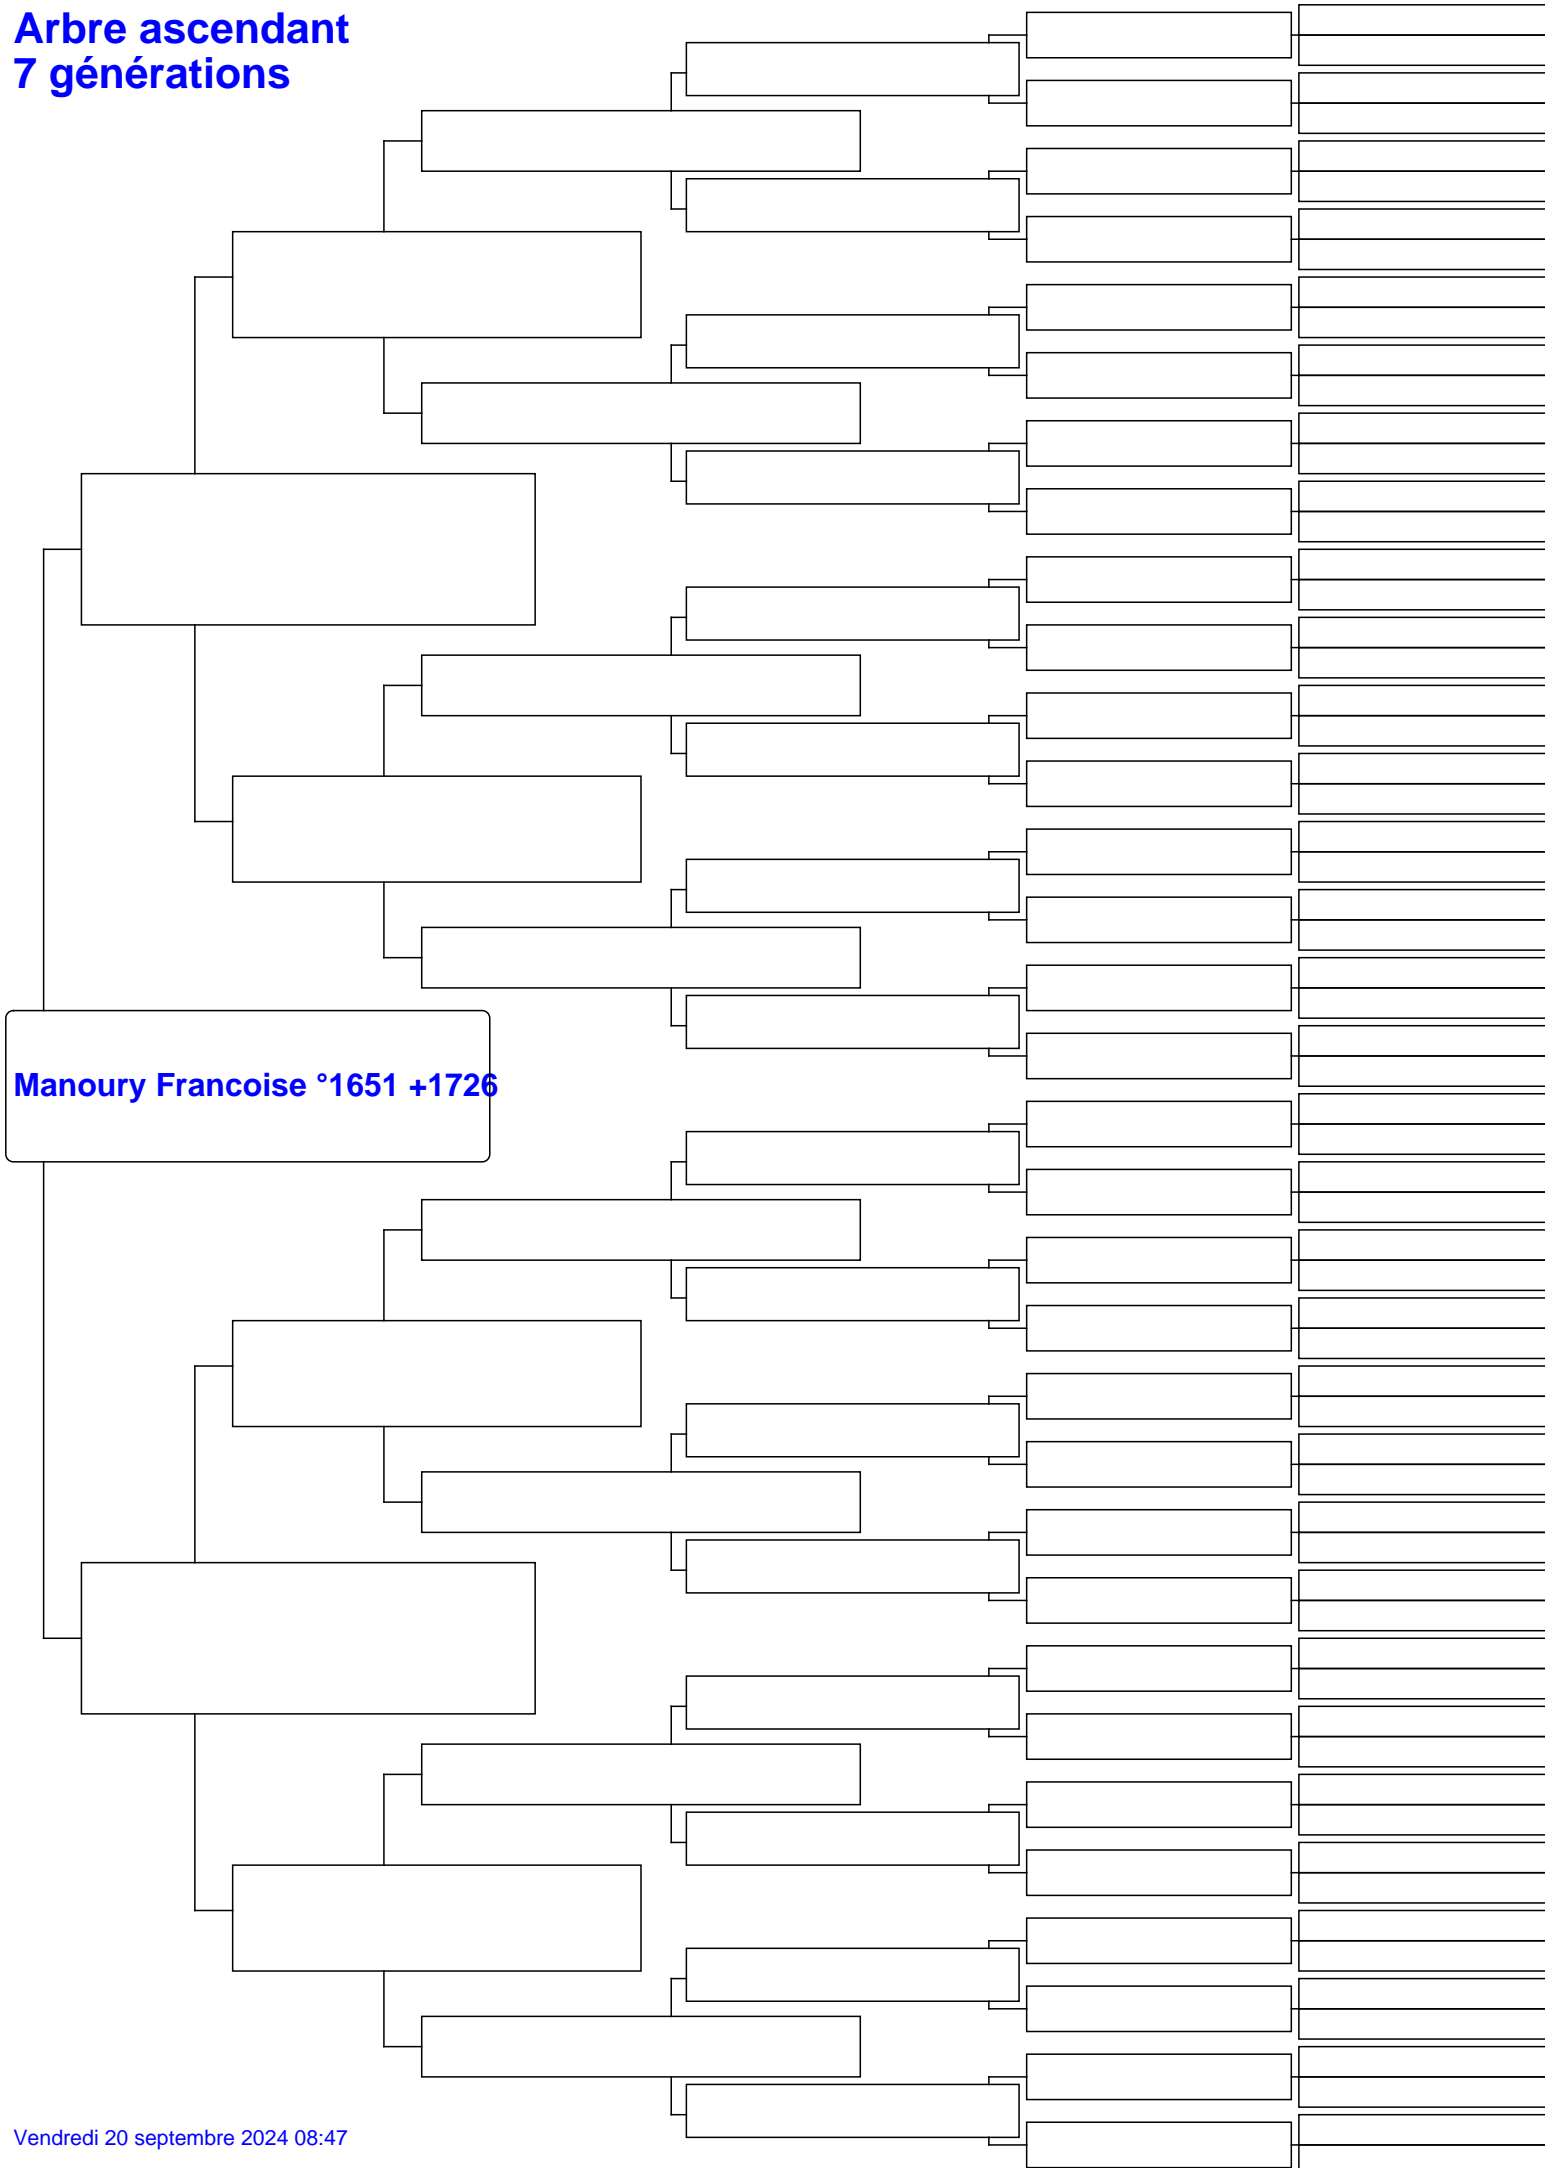 Arbre ascendant
7 générations
Manoury Francoise °1651 +1726
Vendredi 20 septembre 2024 08:47